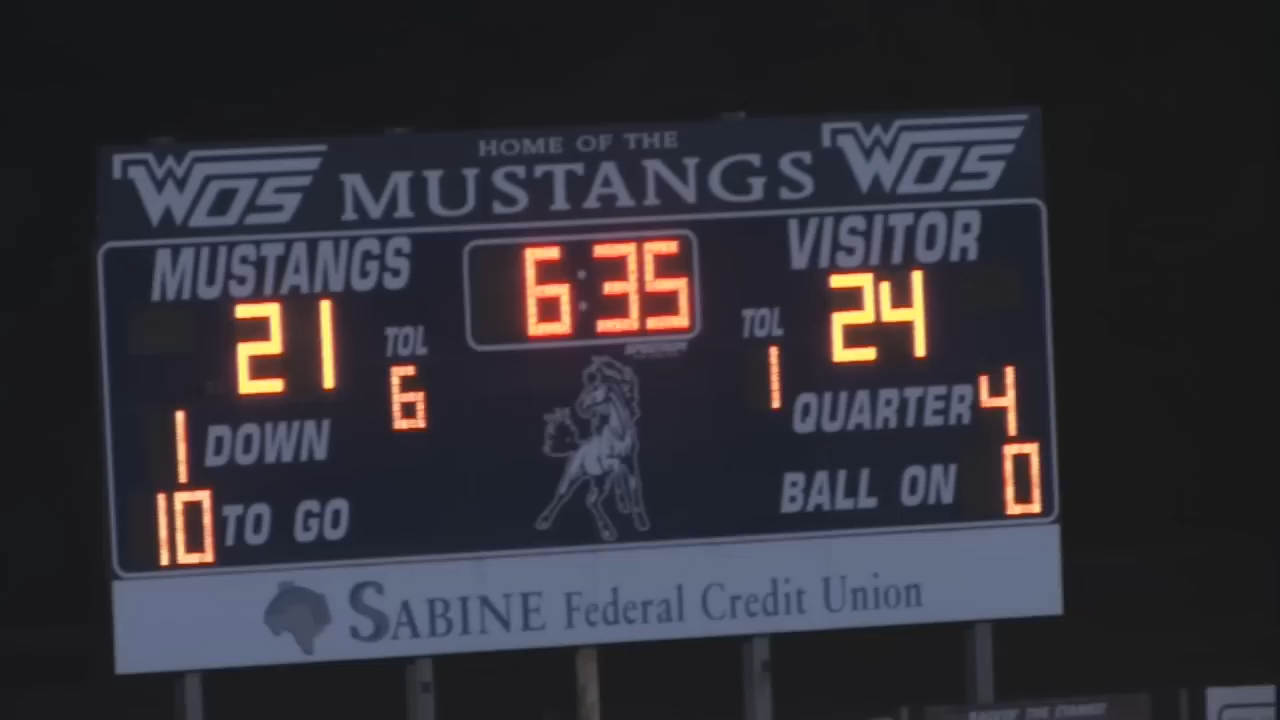 HOME OF THE
WOS MUSTANGS WOS
MUSTANGS 6:35 VISITOR
21 TOL 6 TOL 1 24
1 DOWN QUARTER 4
10 TO GO BALL ON 0
SABINE Federal Credit Union